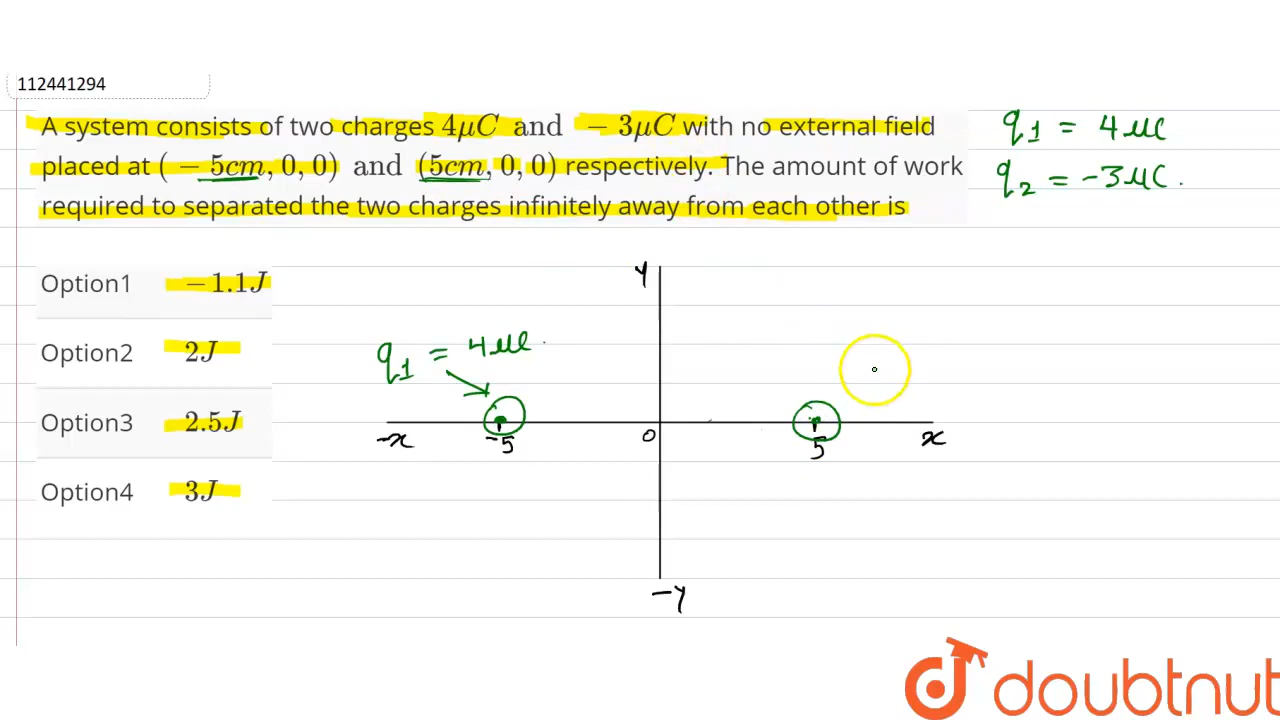 112441294
A system consists of two charges 4μC and −3μC with no external field
placed at (−5cm, 0, 0) and (5cm, 0, 0) respectively. The amount of work
required to separated the two charges infinitely away from each other is
q1 = 4μC
q2 = -3μC.
Option1 −1.1J
Option2 2J
Option3 2.5J
Option4 3J
y
q1 = 4μC
-x
-5
0
5
x
-y
doubtnut